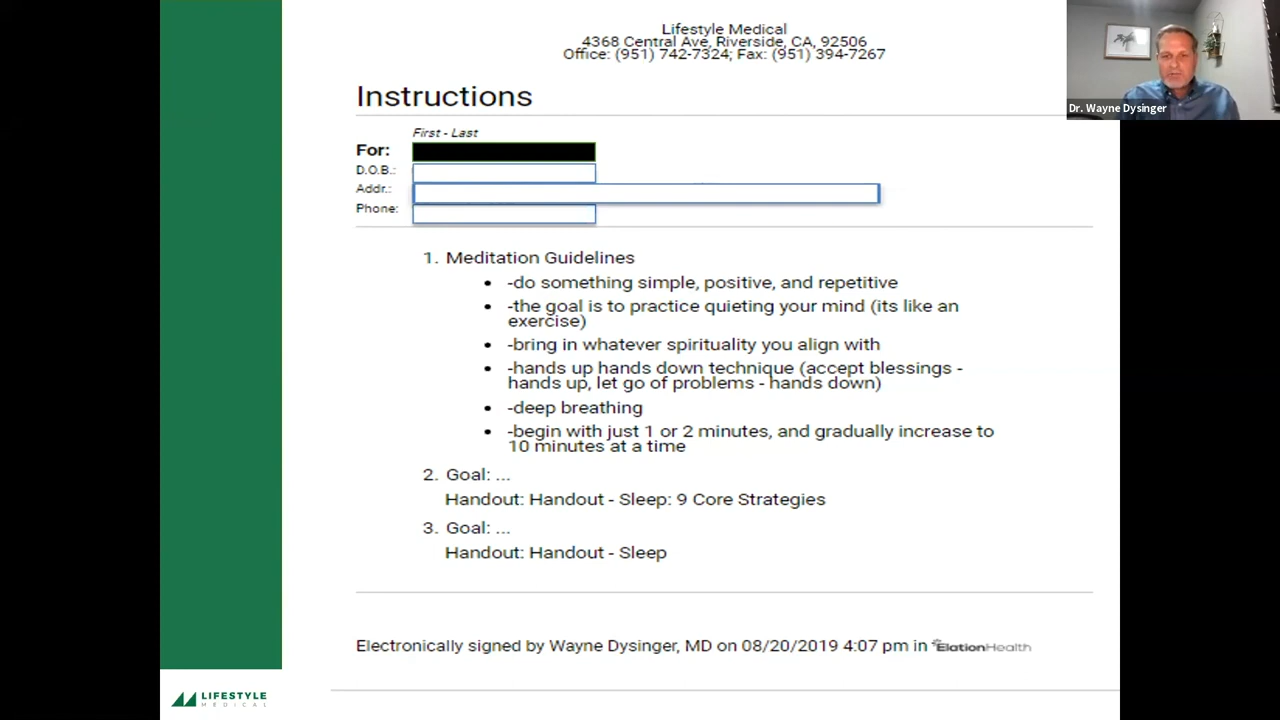 Lifestyle Medical
4368 Central Ave, Riverside, CA, 92506
Office: (951) 742-7324; Fax: (951) 394-7267
Dr. Wayne Dysinger
Instructions
First - Last
For:
D.O.B.:
Addr.:
Phone:
1. Meditation Guidelines
• -do something simple, positive, and repetitive
• -the goal is to practice quieting your mind (its like an
exercise)
• -bring in whatever spirituality you align with
• -hands up hands down technique (accept blessings -
hands up, let go of problems - hands down)
• -deep breathing
• -begin with just 1 or 2 minutes, and gradually increase to
10 minutes at a time
2. Goal: ...
Handout: Handout - Sleep: 9 Core Strategies
3. Goal: ...
Handout: Handout - Sleep
Electronically signed by Wayne Dysinger, MD on 08/20/2019 4:07 pm in ElationHealth
LIFESTYLE
MEDICAL